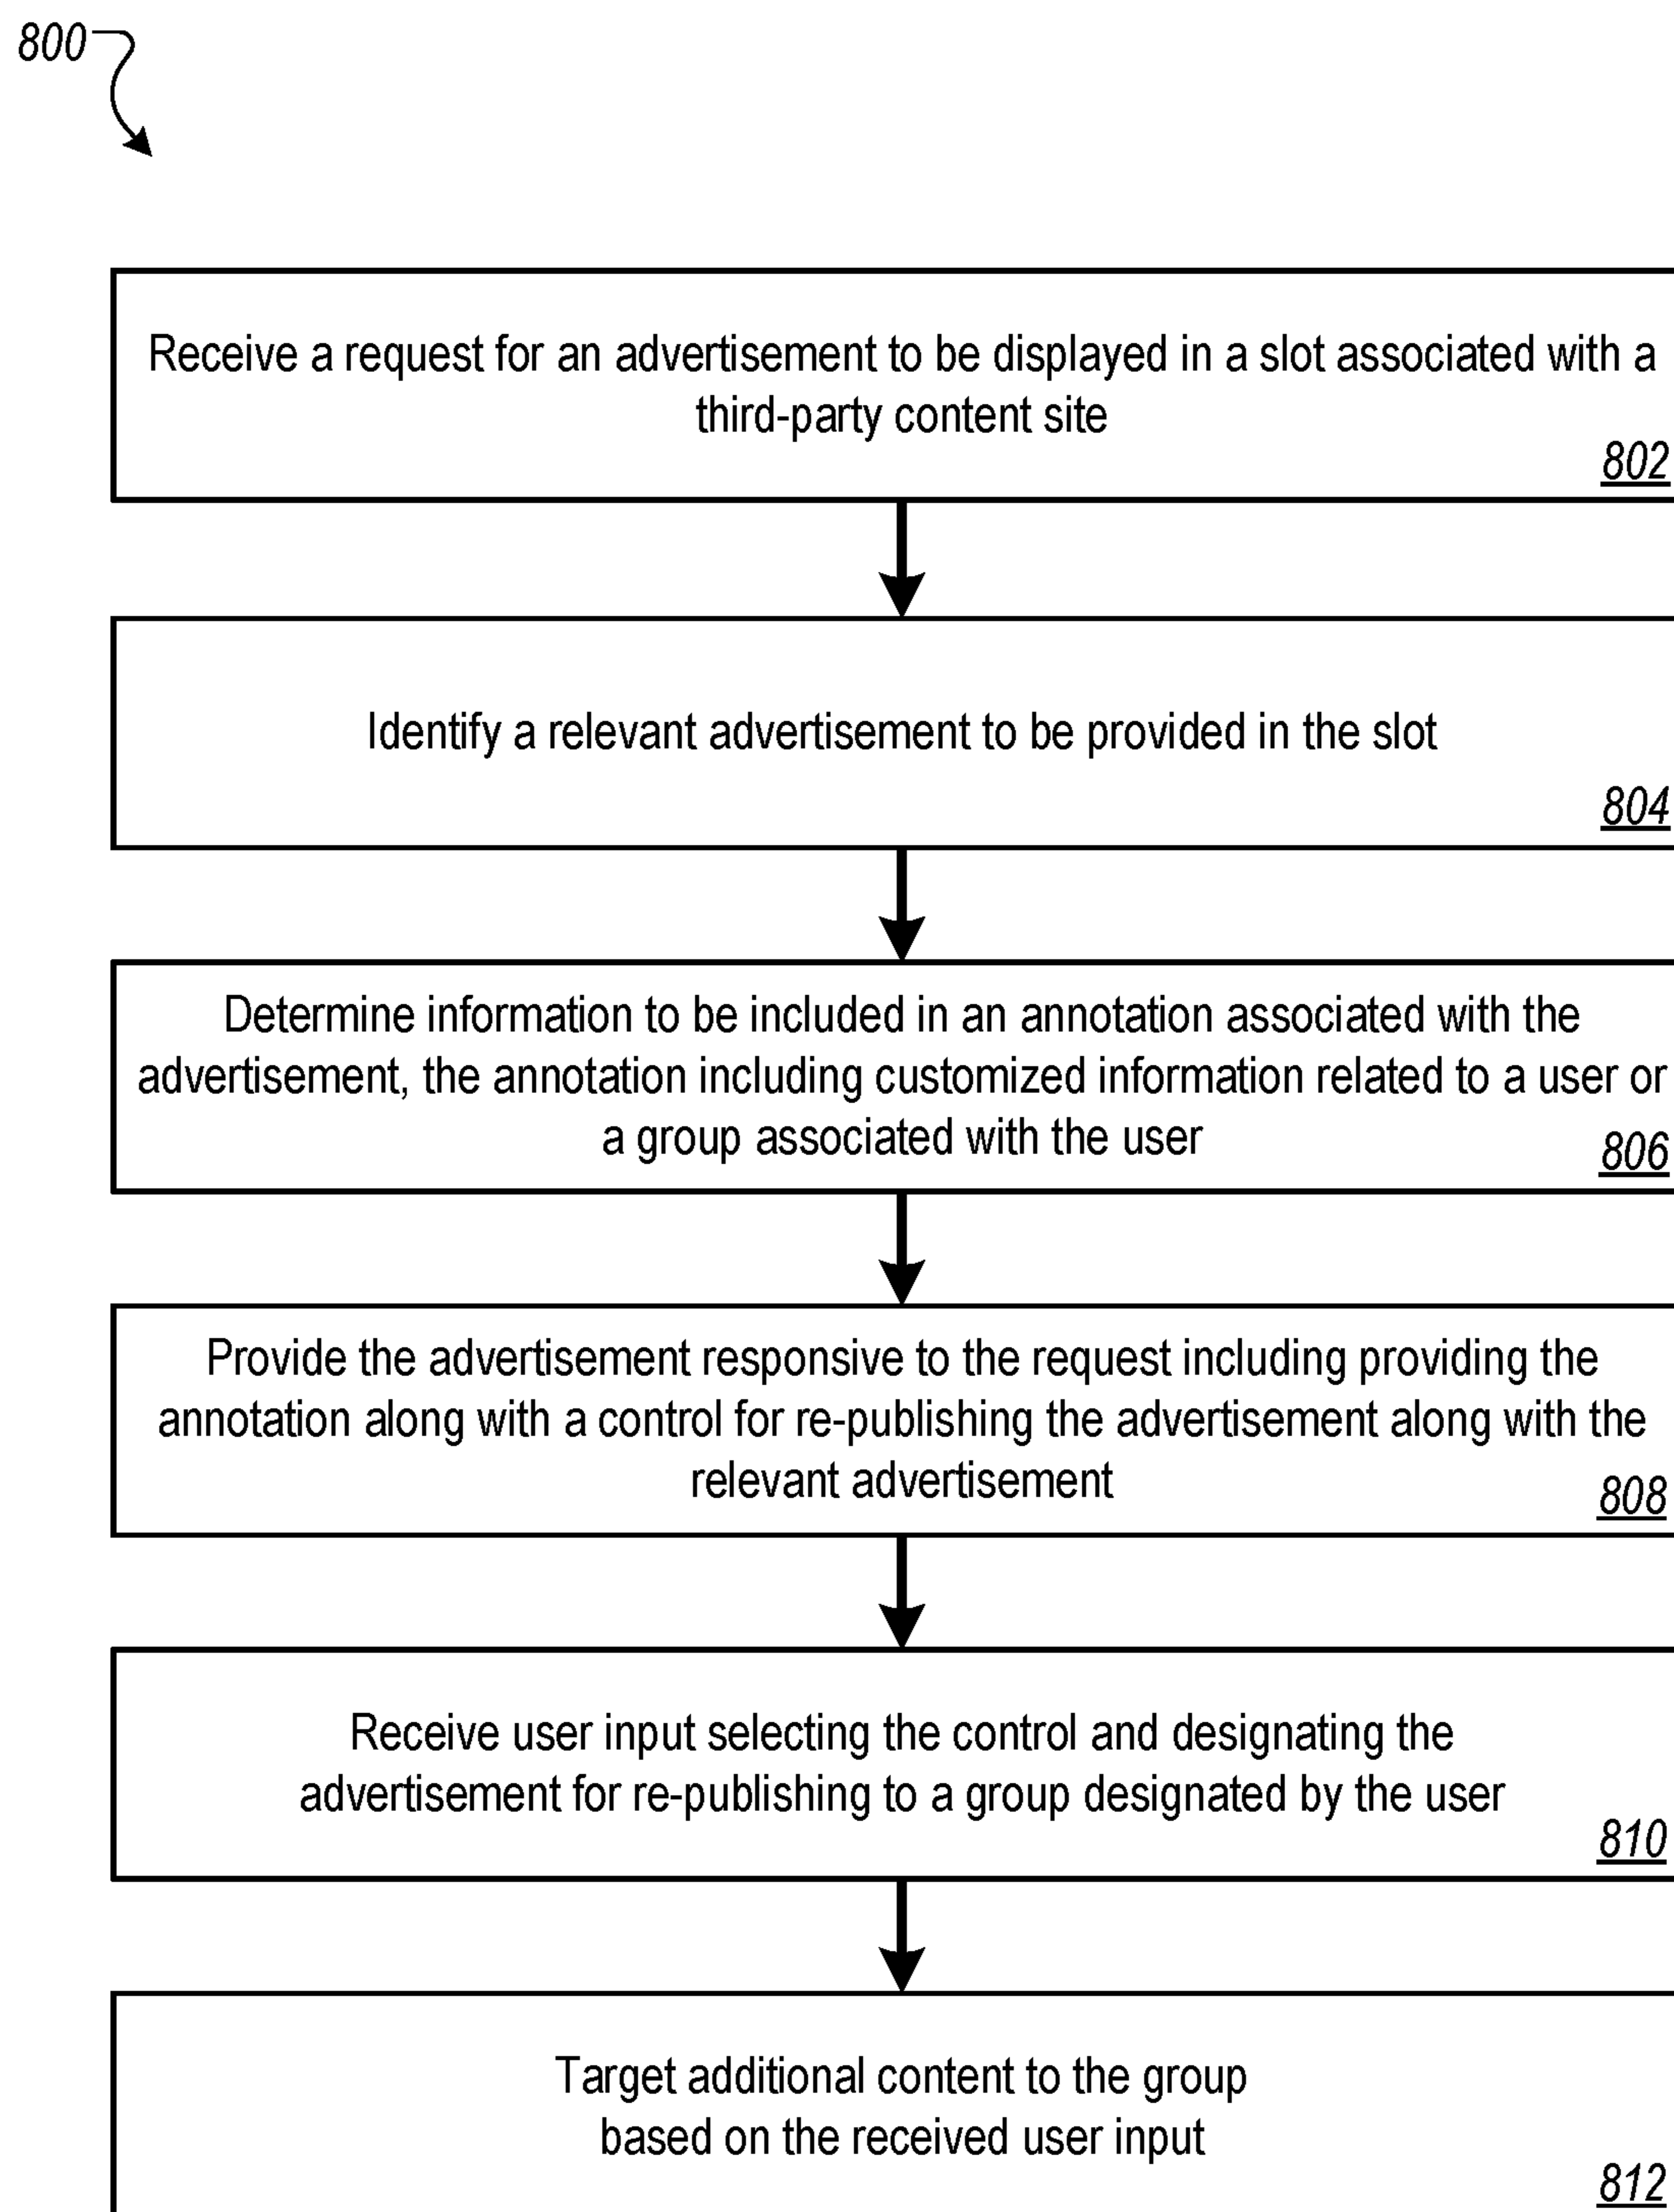 800
Receive a request for an advertisement to be displayed in a slot associated with a
third-party content site
802
Identify a relevant advertisement to be provided in the slot
804
Determine information to be included in an annotation associated with the
advertisement, the annotation including customized information related to a user or
a group associated with the user
806
Provide the advertisement responsive to the request including providing the
annotation along with a control for re-publishing the advertisement along with the
relevant advertisement
808
Receive user input selecting the control and designating the
advertisement for re-publishing to a group designated by the user
810
Target additional content to the group
based on the received user input
812